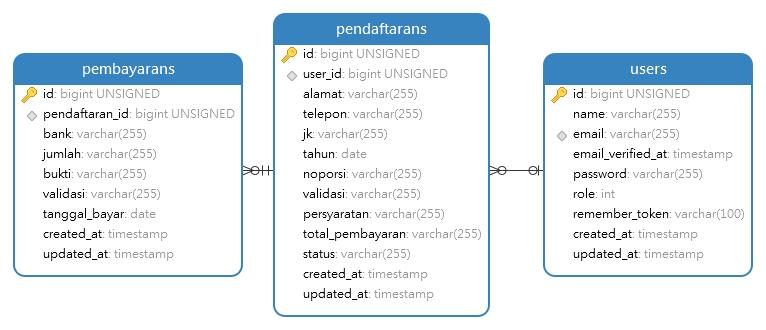 pembayarans
id: bigint UNSIGNED
pendaftaran_id: bigint UNSIGNED
bank: varchar(255)
jumlah: varchar(255)
bukti: varchar(255)
validasi: varchar(255)
tanggal_bayar: date
created_at: timestamp
updated_at: timestamp
pendaftarans
id: bigint UNSIGNED
user_id: bigint UNSIGNED
alamat: varchar(255)
telepon: varchar(255)
jk: varchar(255)
tahun: date
noporsi: varchar(255)
validasi: varchar(255)
persyaratan: varchar(255)
total_pembayaran: varchar(255)
status: varchar(255)
created_at: timestamp
updated_at: timestamp
users
id: bigint UNSIGNED
name: varchar(255)
email: varchar(255)
email_verified_at: timestamp
password: varchar(255)
role: int
remember_token: varchar(100)
created_at: timestamp
updated_at: timestamp